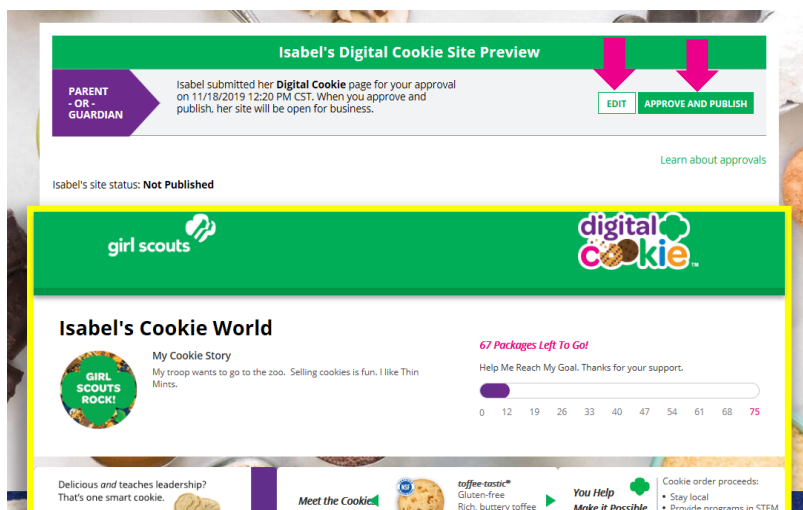 Isabel's Digital Cookie Site Preview
PARENT
- OR -
GUARDIAN
Isabel submitted her Digital Cookie page for your approval
on 11/18/2019 12:20 PM CST. When you approve and
publish, her site will be open for business.
EDIT
APPROVE AND PUBLISH
Learn about approvals
Isabel's site status: Not Published
girl scouts
digital
cookie™
Isabel's Cookie World
GIRL
SCOUTS
ROCK!
My Cookie Story
My troop wants to go to the zoo. Selling cookies is fun. I like Thin
Mints.
67 Packages Left To Go!
Help Me Reach My Goal. Thanks for your support.
0 12 19 26 33 40 47 54 61 68 75
Delicious and teaches leadership?
That's one smart cookie.
Meet the Cookies
NSF
toffee-tastic®
Gluten-free
Rich, buttery toffee
You Help
Make it Possible
Cookie order proceeds:
• Stay local
• Provide programs in STEM